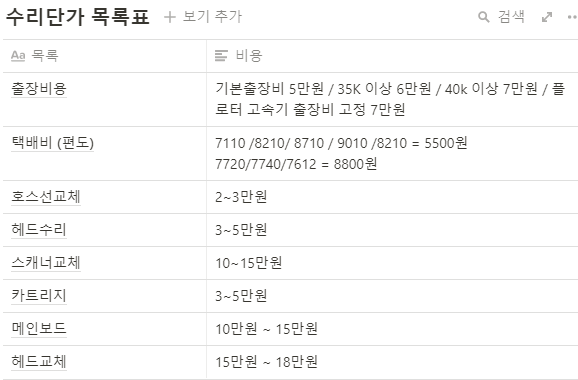 수리단가 목록표 + 보기 추가 검색
Aa 목록 비용
출장비용 기본출장비 5만원 / 35K 이상 6만원 / 40k 이상 7만원 / 플
로터 고속기 출장비 고정 7만원
택배비 (편도) 7110 /8210/ 8710 / 9010 /8210 = 5500원
7720/7740/7612 = 8800원
호스선교체 2~3만원
헤드수리 3~5만원
스캐너교체 10~15만원
카트리지 3~5만원
메인보드 10만원 ~ 15만원
헤드교체 15만원 ~ 18만원